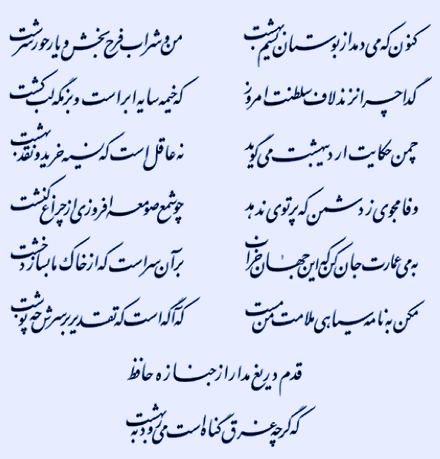 کنون که می‌دمد از بوستان نسیم بهشت من و شراب فرح بخش و یار حورسرشت
گدا چرا نزند لاف سلطنت امروز که خیمه سایه ابر است و بزمگه لب کشت
چمن حکایت اردیبهشت می‌گوید نه عاقل است که نسیه خرید و نقد بهشت
وفا مجوی ز دشمن که پرتوی ندهد چو شمع صومعه افروزی از چراغ کنشت
به می عمارت جان کن که این جهان خراب بر آن سر است که از خاک ما بسازد خشت
مکن به نامه سیاهی ملامت من مست که آگه است که تقدیر بر سرش چه نوشت
قدم دریغ مدار از جنازه حافظ
که گرچه غرق گناه است می‌رود به بهشت